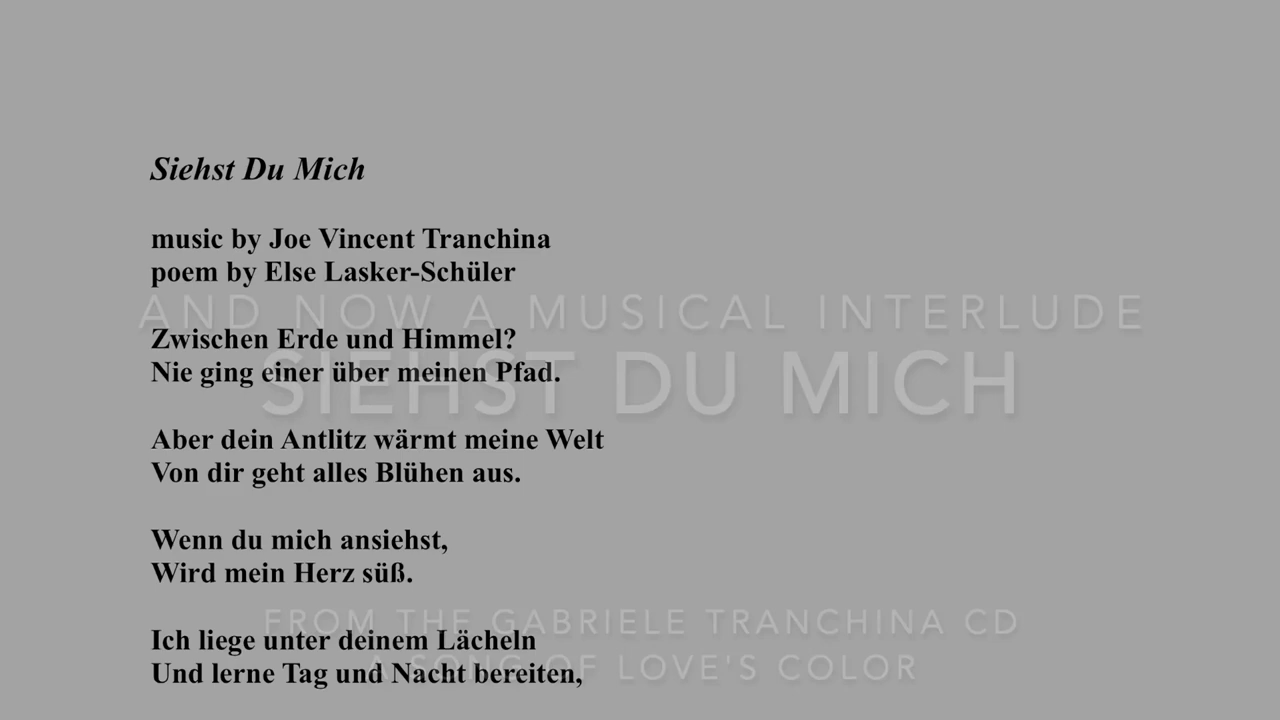 Siehst Du Mich
music by Joe Vincent Tranchina
poem by Else Lasker-Schüler
AND NOW A MUSICAL INTERLUDE
Zwischen Erde und Himmel?
Nie ging einer über meinen Pfad.
SIEHST DU MICH
Aber dein Antlitz wärmt meine Welt
Von dir geht alles Blühen aus.
Wenn du mich ansiehst,
Wird mein Herz süß.
FROM THE GABRIELE TRANCHINA CD
Ich liege unter deinem Lächeln
Und lerne Tag und Nacht bereiten,
A SONG OF LOVE'S COLOR